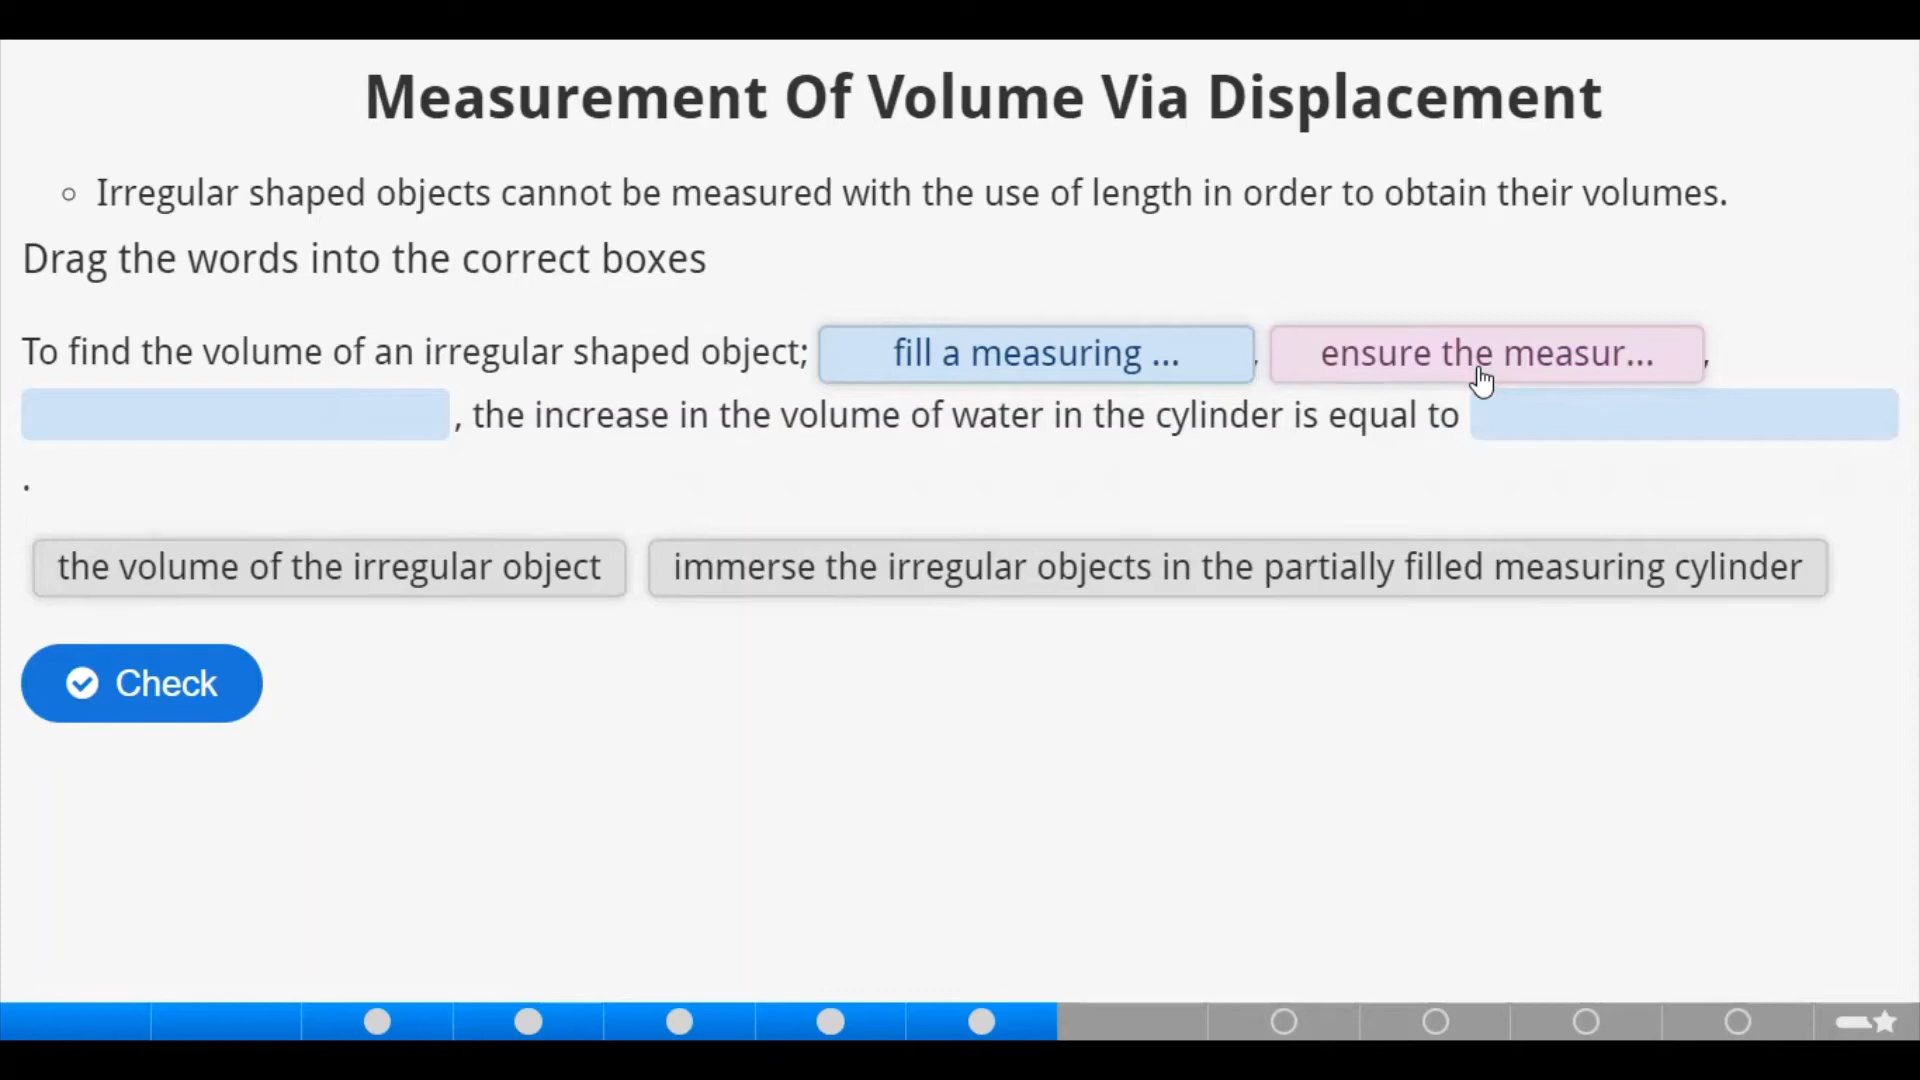 Measurement Of Volume Via Displacement
Irregular shaped objects cannot be measured with the use of length in order to obtain their volumes.
Drag the words into the correct boxes
To find the volume of an irregular shaped object; fill a measuring ... , ensure the measur... ,
, the increase in the volume of water in the cylinder is equal to
.
the volume of the irregular object immerse the irregular objects in the partially filled measuring cylinder
Check